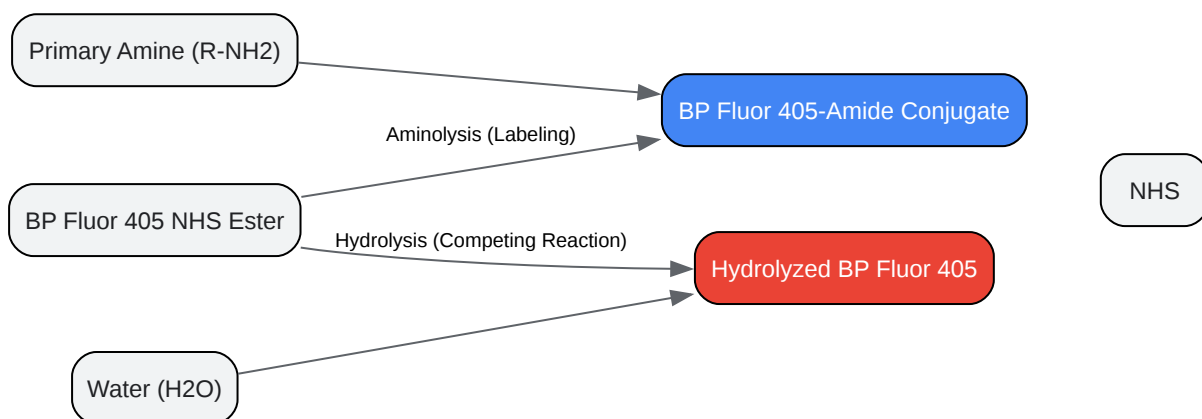 Primary Amine (R-NH2)
BP Fluor 405-Amide Conjugate
Aminolysis (Labeling)
NHS
BP Fluor 405 NHS Ester
Hydrolysis (Competing Reaction)
Hydrolyzed BP Fluor 405
Water (H2O)